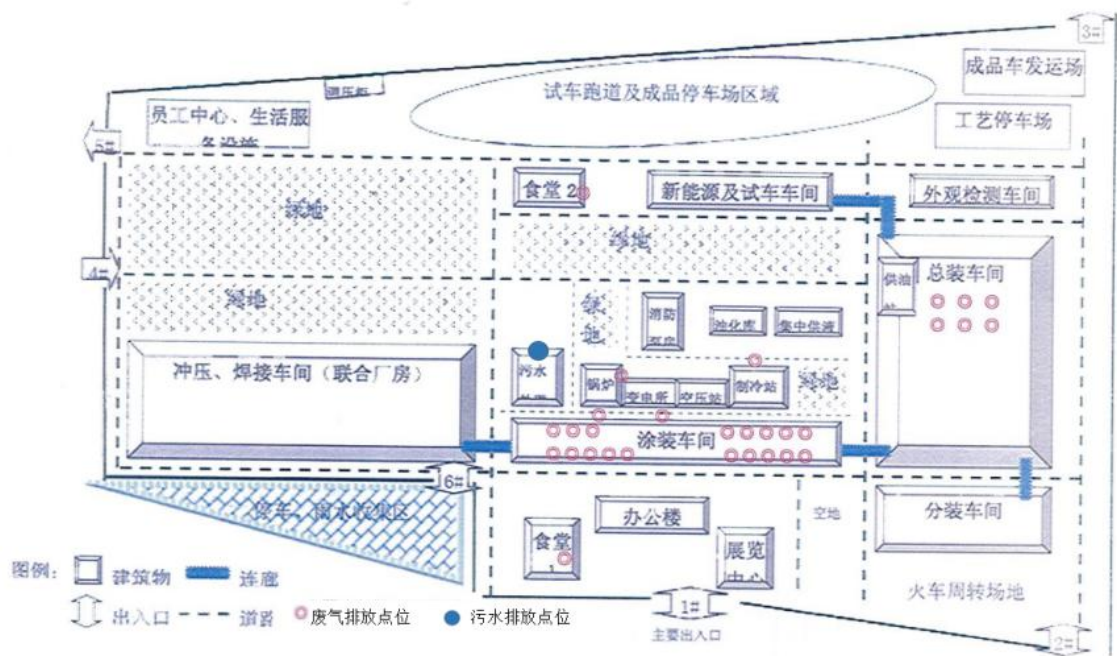 3#
成品车发运场
试车跑道及成品停车场区域
员工中心、生活服
工艺停车场
5#
食堂 2
新能源及试车车间
外观检测车间
绿地
绿地
4#
绿地
总装车间
供油
消防
油化库
集中供液
绿
地
污水
锅炉
变电所
空压站
制冷站
冲压、焊接车间（联合厂房）
涂装车间
6#
停车、雨水收集区
办公楼
空地
分装车间
食堂
1
展览
中心
图例：
建筑物
连廊
火车周转场地
出入口
道路
废气排放点位
污水排放点位
1#
主要出入口
2#